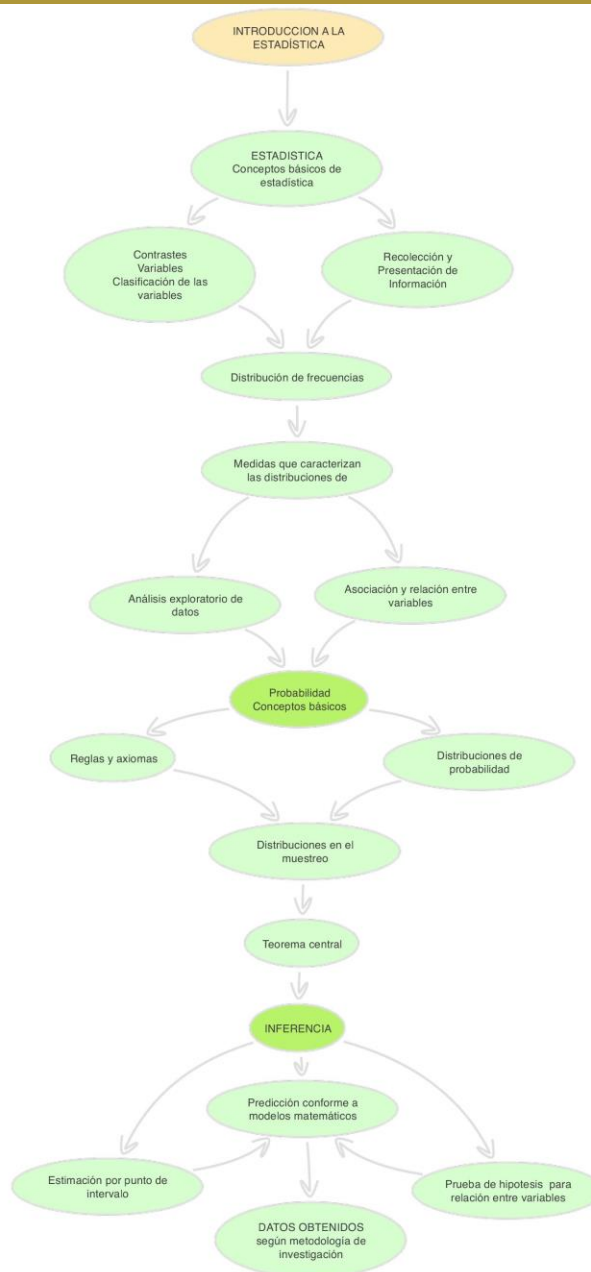 INTRODUCCION A LA
ESTADÍSTICA
ESTADISTICA
Conceptos básicos de
estadística
Contrastes
Variables
Clasificación de las
variables
Recolección y
Presentación de
Información
Distribución de frecuencias
Medidas que caracterizan
las distribuciones de
Análisis exploratorio de
datos
Asociación y relación entre
variables
Probabilidad
Conceptos básicos
Reglas y axiomas
Distribuciones de
probabilidad
Distribuciones en el
muestreo
Teorema central
INFERENCIA
Predicción conforme a
modelos matemáticos
Estimación por punto de
intervalo
Prueba de hipotesis para
relación entre variables
DATOS OBTENIDOS
según metodología de
investigación